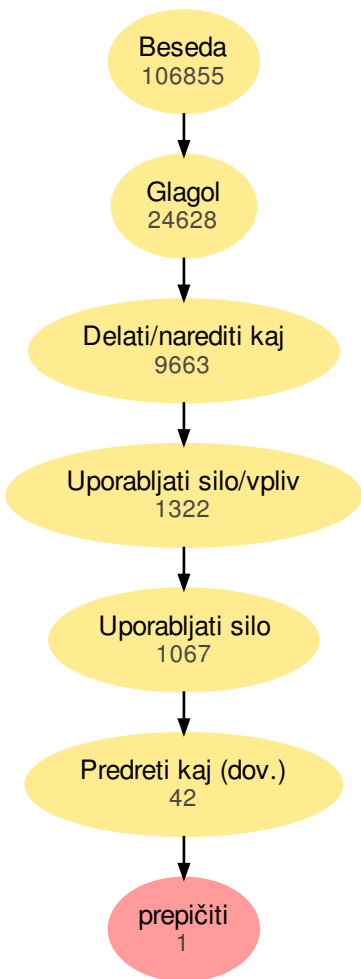 Beseda
106855
Glagol
24628
Delati/narediti kaj
9663
Uporabljati silo/vpliv
1322
Uporabljati silo
1067
Predreti kaj (dov.)
42
prepičiti
1